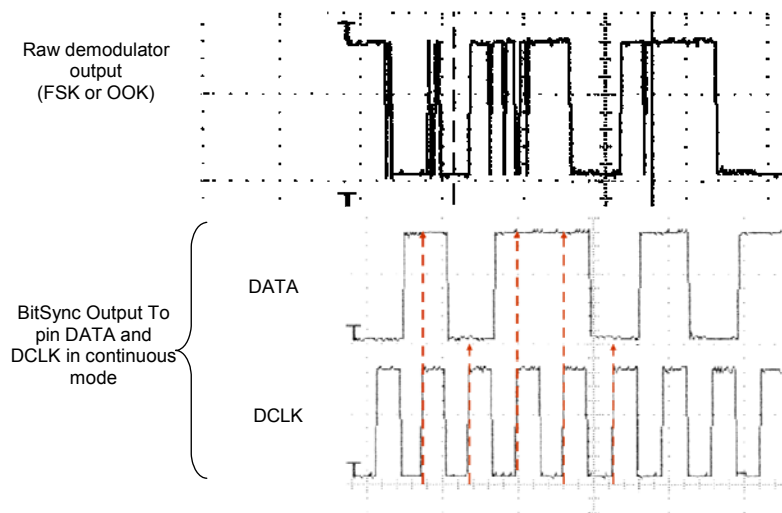 Raw demodulator
output
(FSK or OOK)
DATA
BitSync Output To
pin DATA and
DCLK in continuous
mode
DCLK